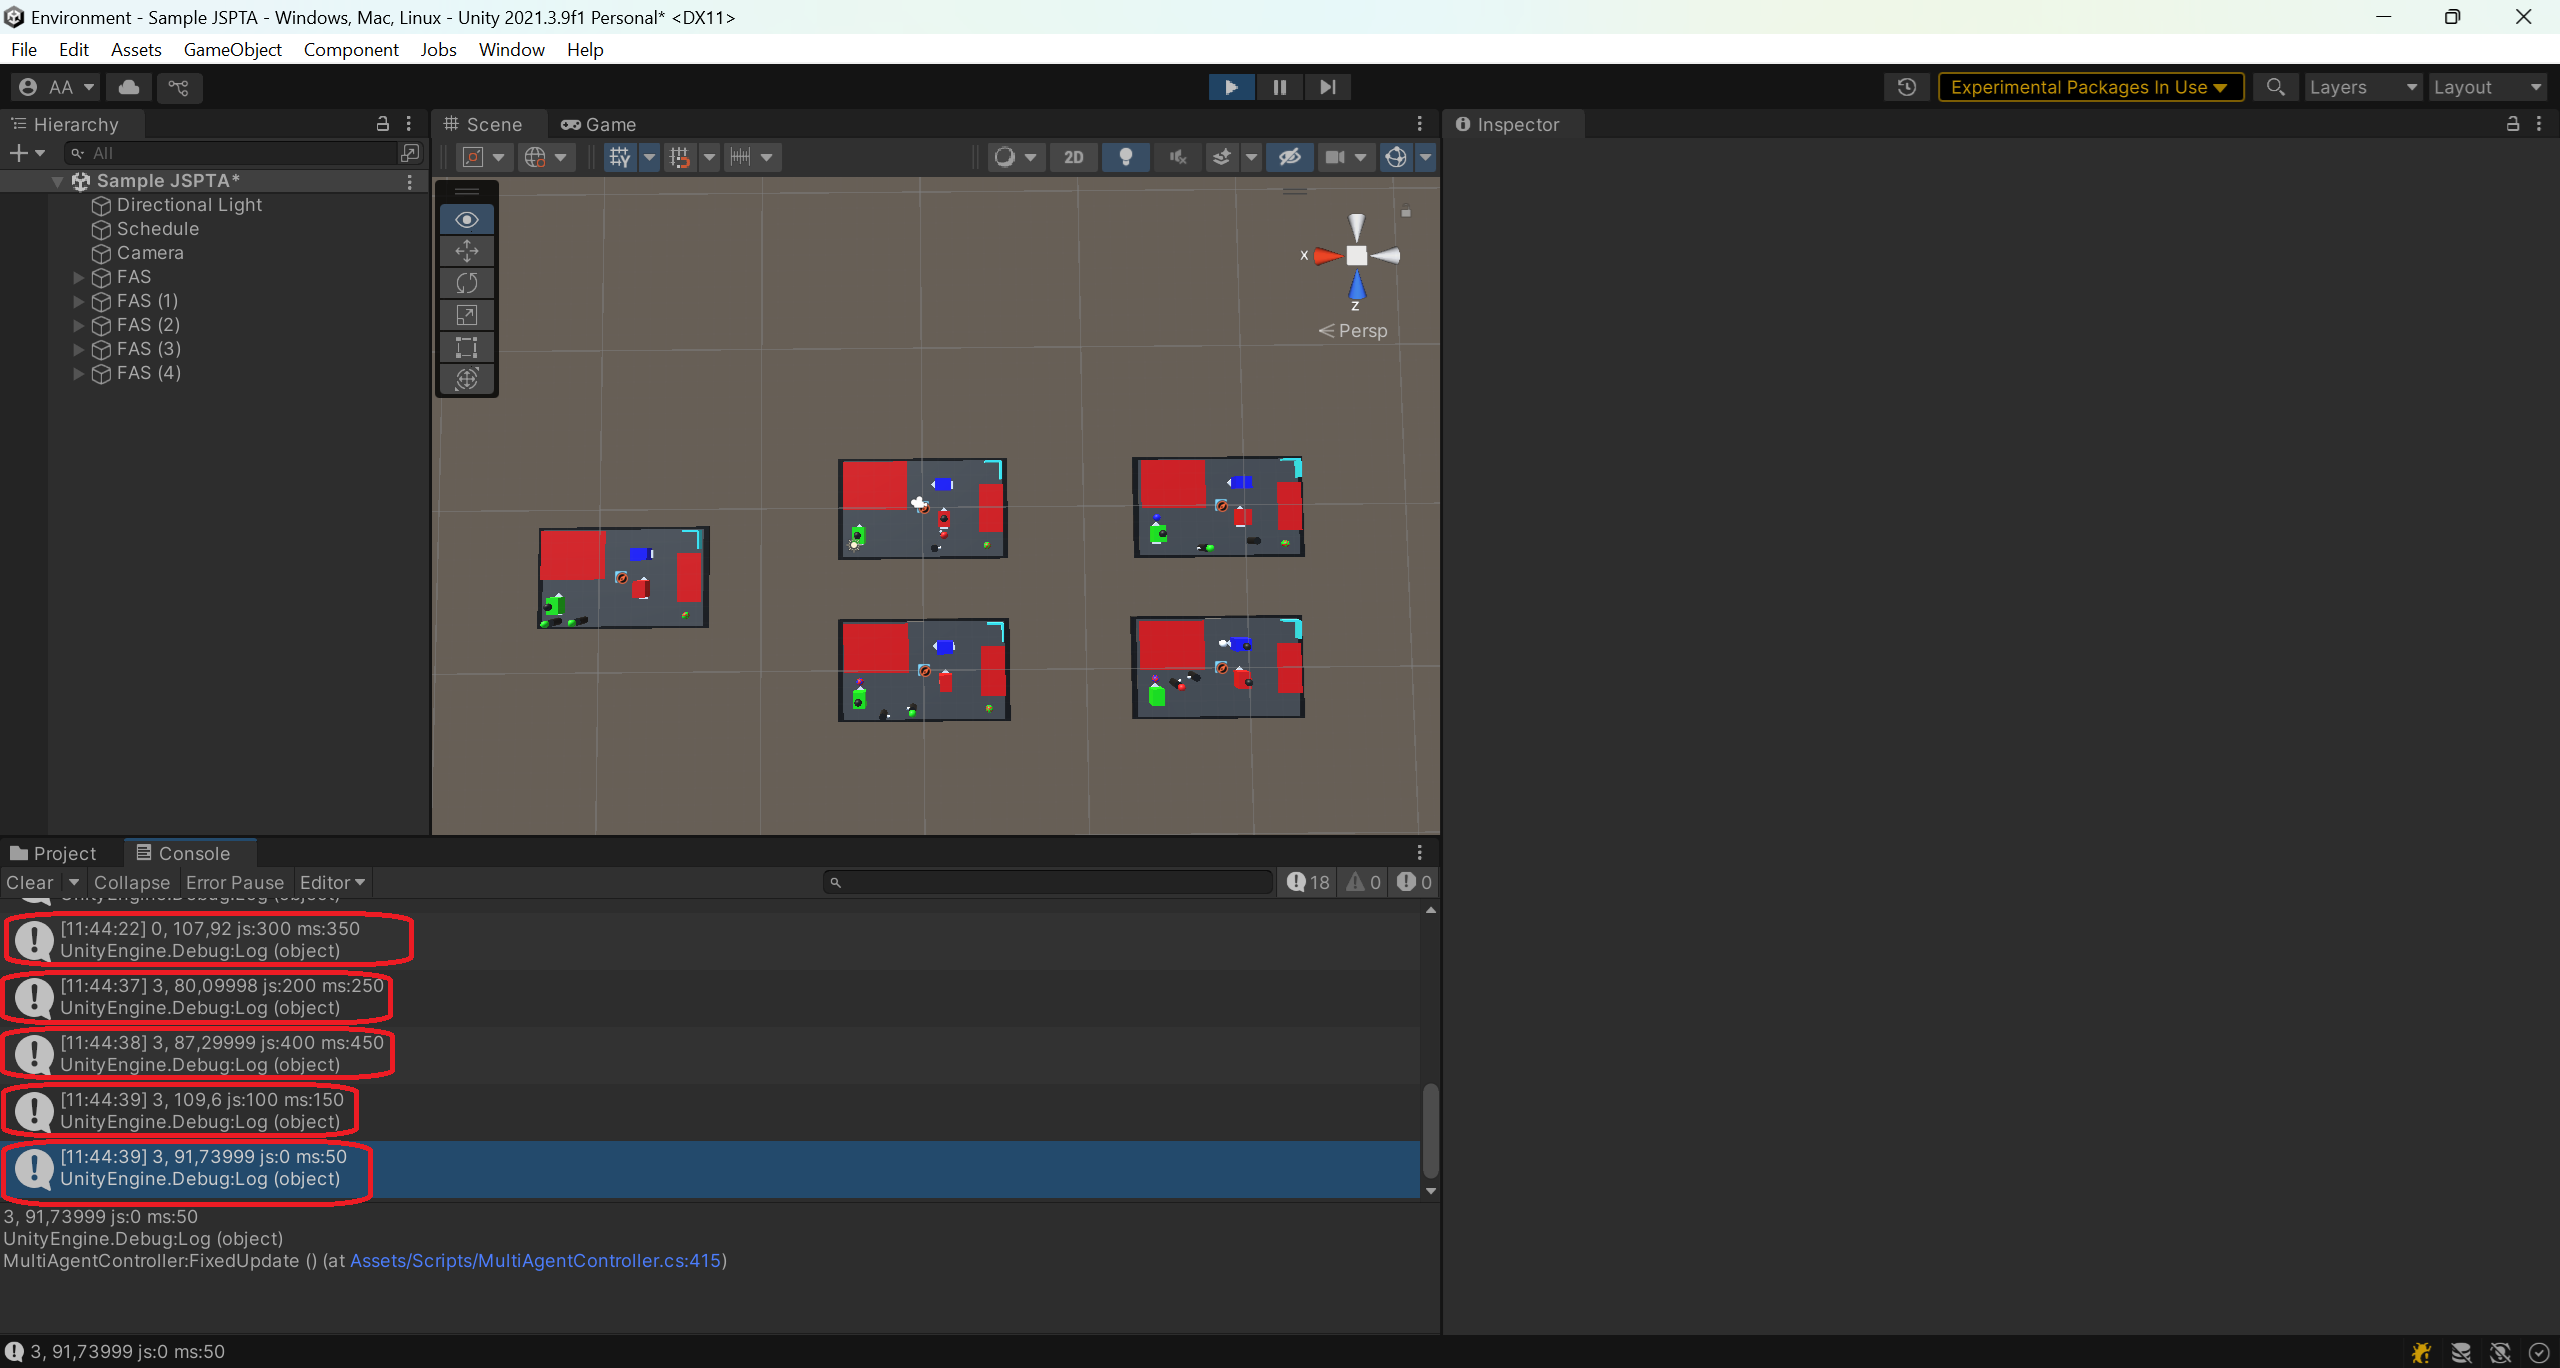 Environment - Sample JSPTA - Windows, Mac, Linux - Unity 2021.3.9f1 Personal* <DX11>
File Edit Assets GameObject Component Jobs Window Help
AA
Experimental Packages In Use
Layers
Layout
Hierarchy
Scene
Game
Inspector
All
2D
Sample JSPTA*
Directional Light
Schedule
Camera
FAS
FAS (1)
FAS (2)
FAS (3)
FAS (4)
x
z
Persp
Project
Console
Clear
Collapse
Error Pause
Editor
18
0
0
UnityEngine.Debug:Log (object)
[11:44:22] 0, 107,92 js:300 ms:350
UnityEngine.Debug:Log (object)
[11:44:37] 3, 80,09998 js:200 ms:250
UnityEngine.Debug:Log (object)
[11:44:38] 3, 87,29999 js:400 ms:450
UnityEngine.Debug:Log (object)
[11:44:39] 3, 109,6 js:100 ms:150
UnityEngine.Debug:Log (object)
[11:44:39] 3, 91,73999 js:0 ms:50
UnityEngine.Debug:Log (object)
3, 91,73999 js:0 ms:50
UnityEngine.Debug:Log (object)
MultiAgentController:FixedUpdate () (at Assets/Scripts/MultiAgentController.cs:415)
3, 91,73999 js:0 ms:50